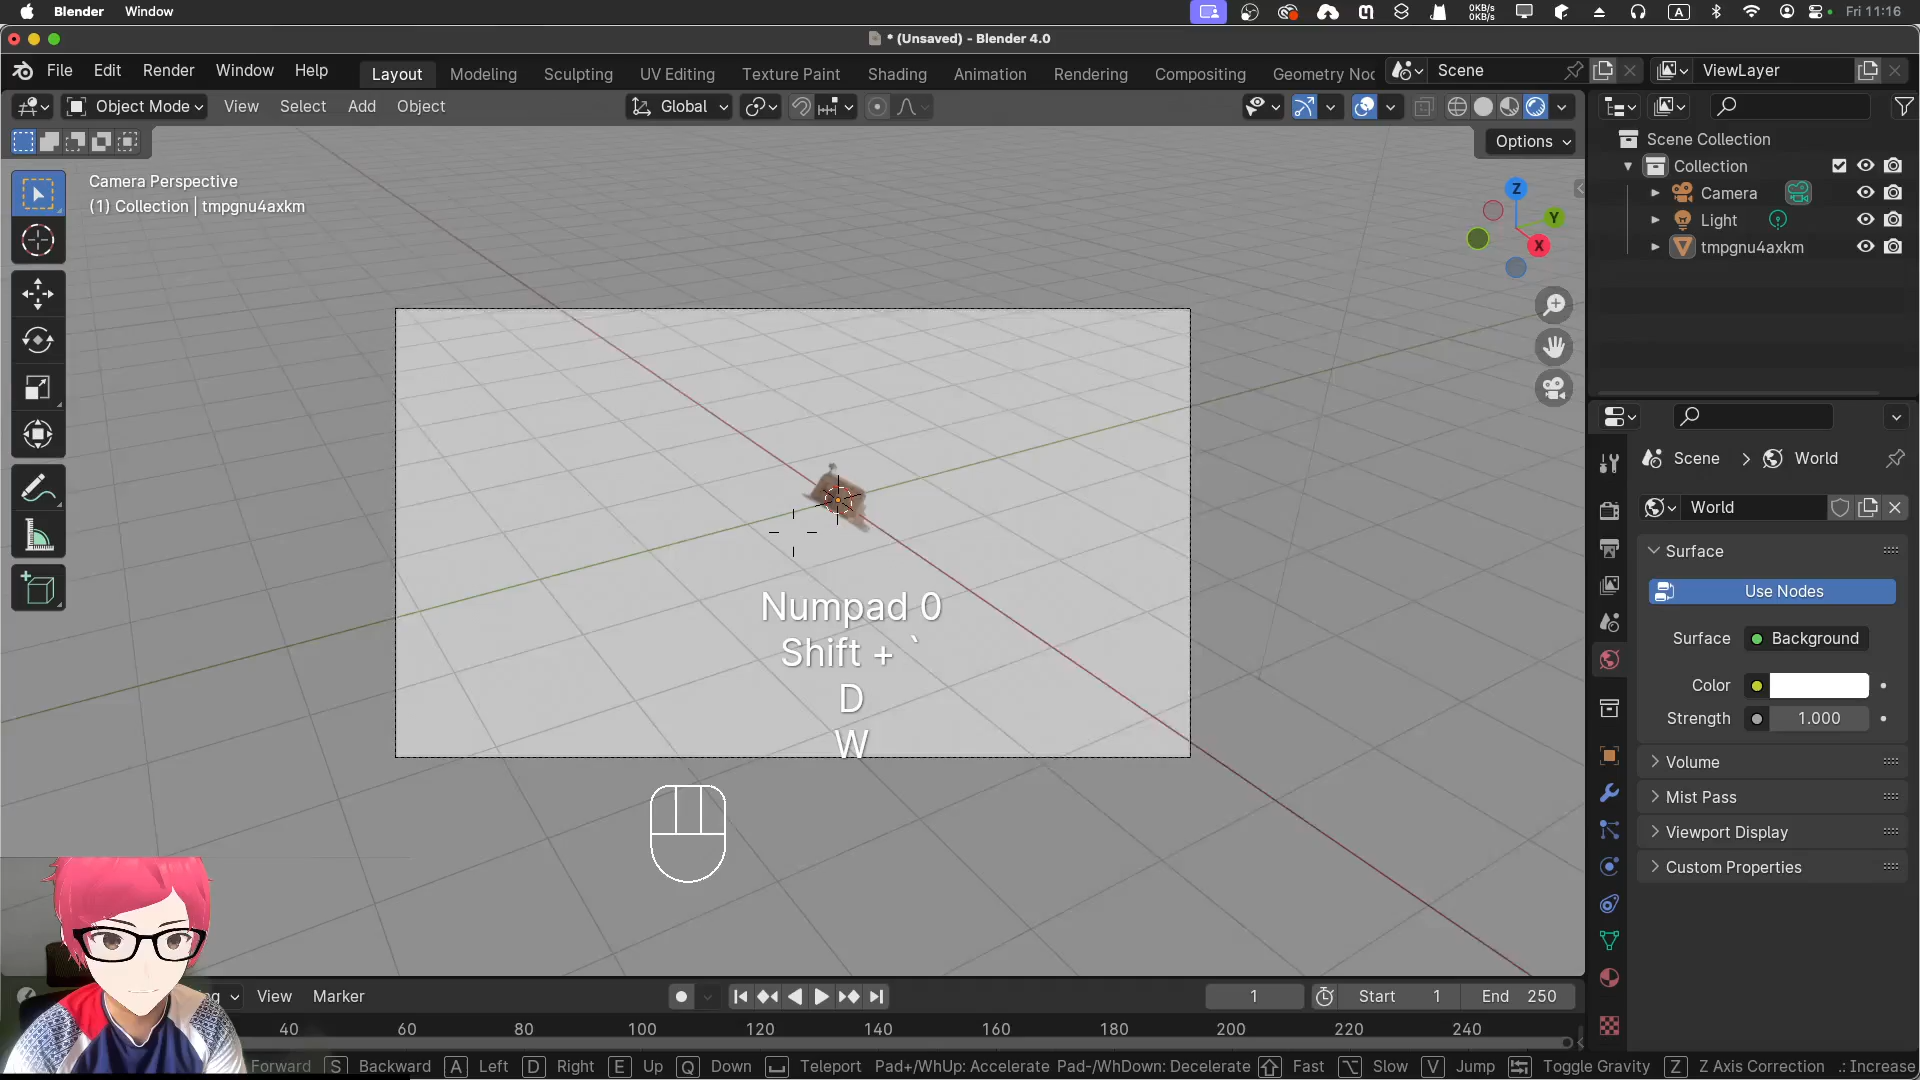 Blender Window
A 0KB/s 0KB/s Fri 11:16
* (Unsaved) - Blender 4.0
File Edit Render Window Help Layout Modeling Sculpting UV Editing Texture Paint Shading Animation Rendering Compositing Geometry Noc Scene ViewLayer
Object Mode View Select Add Object Global
Options
Camera Perspective
(1) Collection | tmpgnu4axkm
Z
Y
X
Scene Collection
Collection
Camera
Light
tmpgnu4axkm
Scene > World
World
Surface
Use Nodes
Surface Background
Color
Strength 1.000
Volume
Mist Pass
Viewport Display
Custom Properties
Numpad 0
Shift + `
D
W
View Marker 1 Start 1 End 250
40 60 80 100 120 140 160 180 200 220 240
Forward S Backward A Left D Right E Up Q Down Teleport Pad+/WhUp: Accelerate Pad-/WhDown: Decelerate Fast Slow V Jump Toggle Gravity Z Z Axis Correction .: Increase